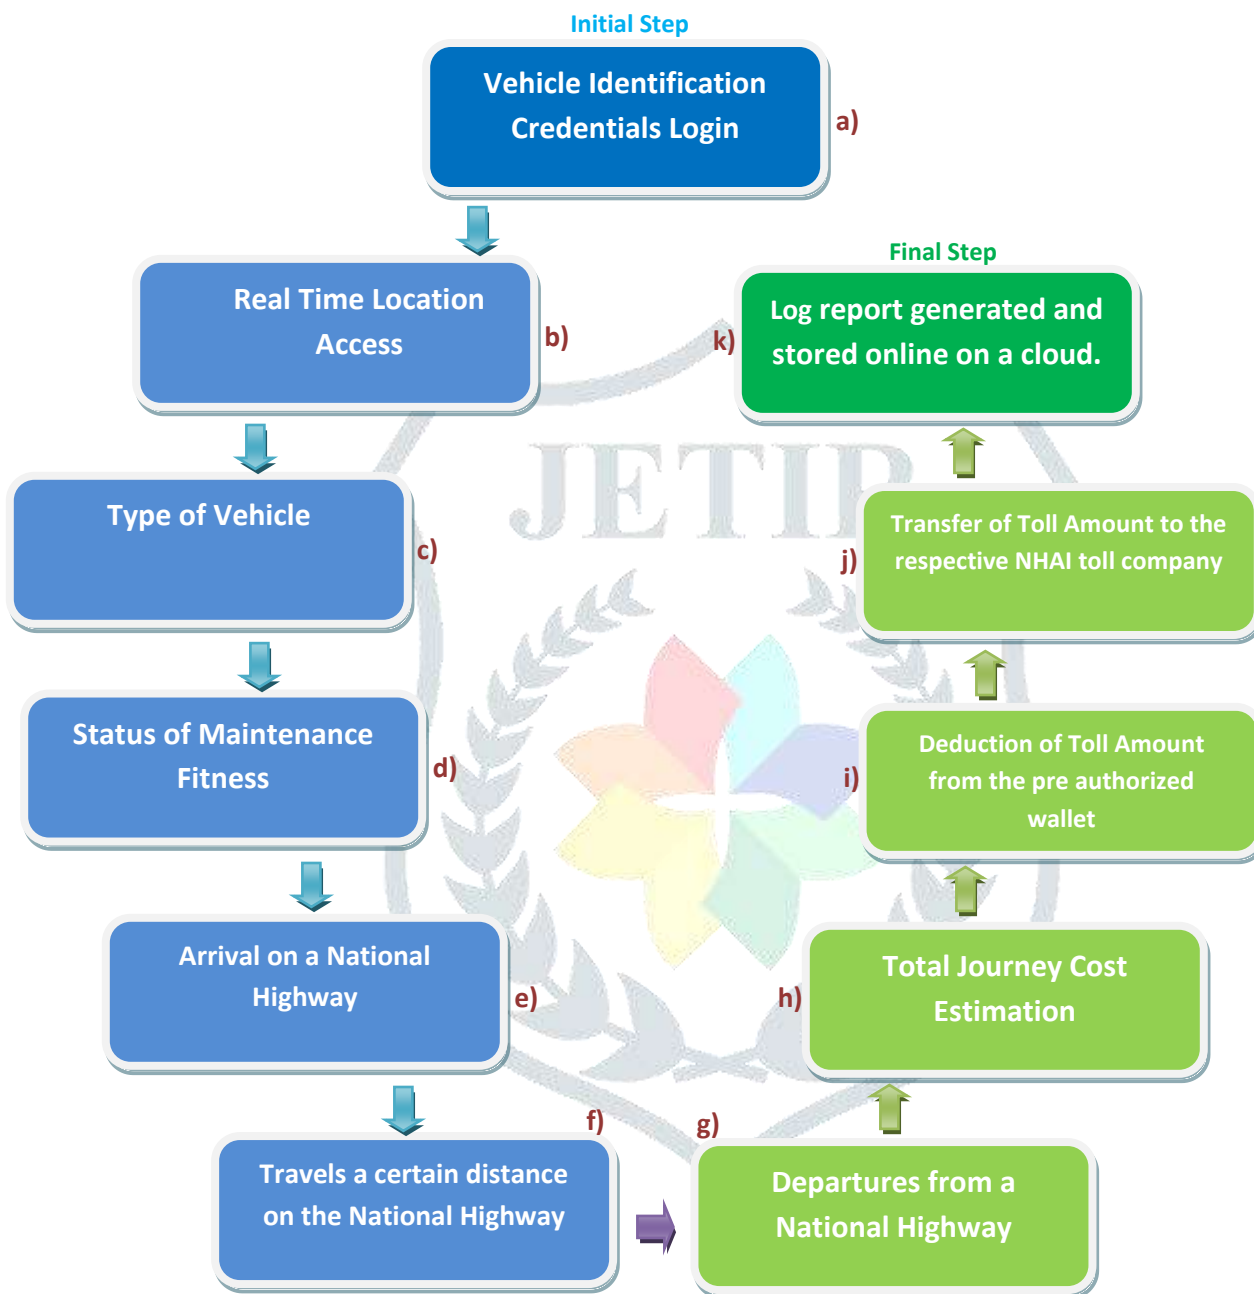 Initial Step
Vehicle Identification
Credentials Login
a)
Real Time Location
Access
b)
Type of Vehicle
c)
Status of Maintenance
Fitness
d)
Arrival on a National
Highway
e)
f)
Travels a certain distance
on the National Highway
g)
Departures from a
National Highway
Total Journey Cost
Estimation
h)
Deduction of Toll Amount
from the pre authorized
wallet
i)
Transfer of Toll Amount to the
respective NHAI toll company
j)
Final Step
Log report generated and
stored online on a cloud.
k)
JETIR